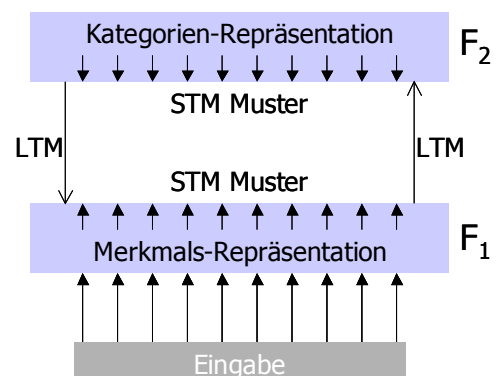 Kategorien-Repräsentation
F2
STM Muster
LTM
LTM
STM Muster
Merkmals-Repräsentation
F1
Eingabe